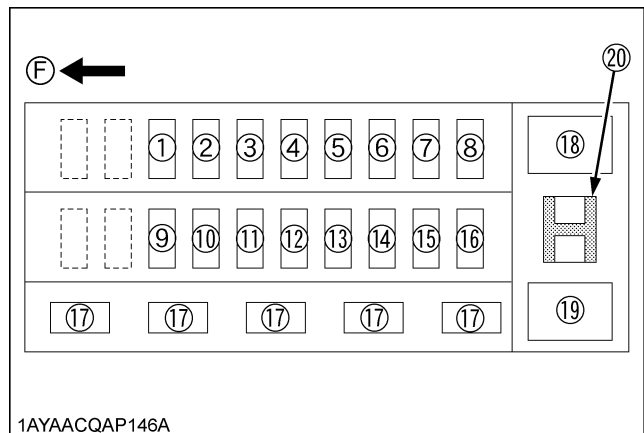 Ⓕ
⑳
① ② ③ ④ ⑤ ⑥ ⑦ ⑧ ⑱
⑨ ⑩ ⑪ ⑫ ⑬ ⑭ ⑮ ⑯
⑰ ⑰ ⑰ ⑰ ⑰ ⑲
1AYAACQAP146A